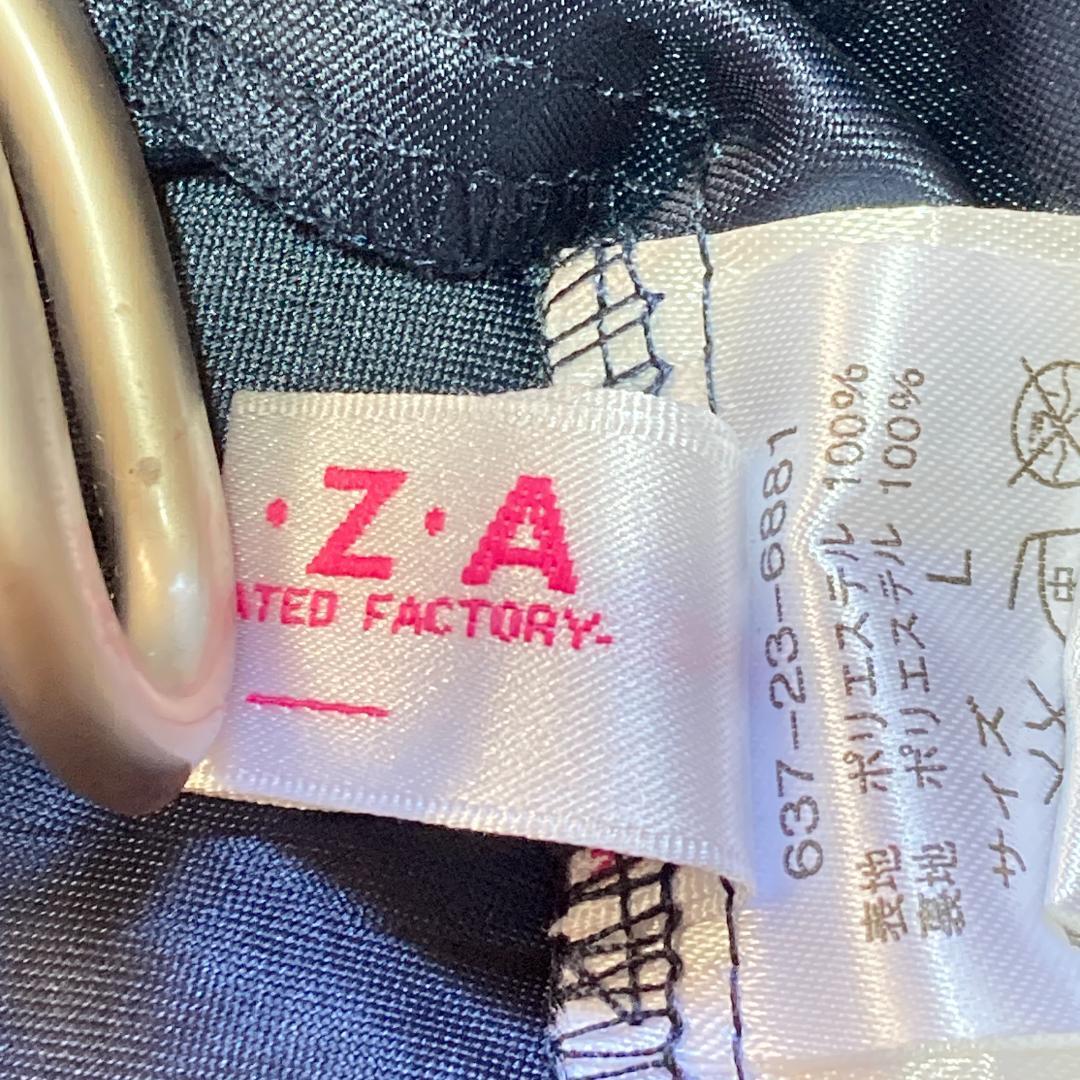 ·Z·A
ATED FACTORY-
637-23-6881
表地 ポリエステル 100%
裏地 ポリエステル 100%
サイズ L
中